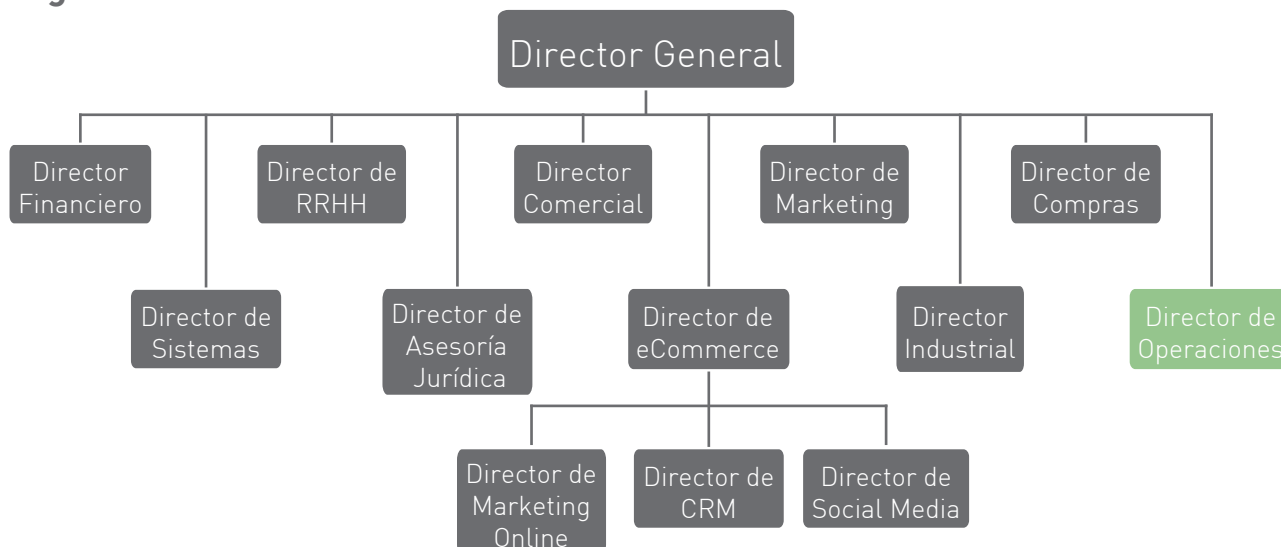 Director General
Director
Financiero
Director de
RRHH
Director
Comercial
Director de
Marketing
Director de
Compras
Director de
Sistemas
Director de
Asesoría
Jurídica
Director de
eCommerce
Director
Industrial
Director de
Operaciones
Director de
Marketing
Online
Director de
CRM
Director de
Social Media